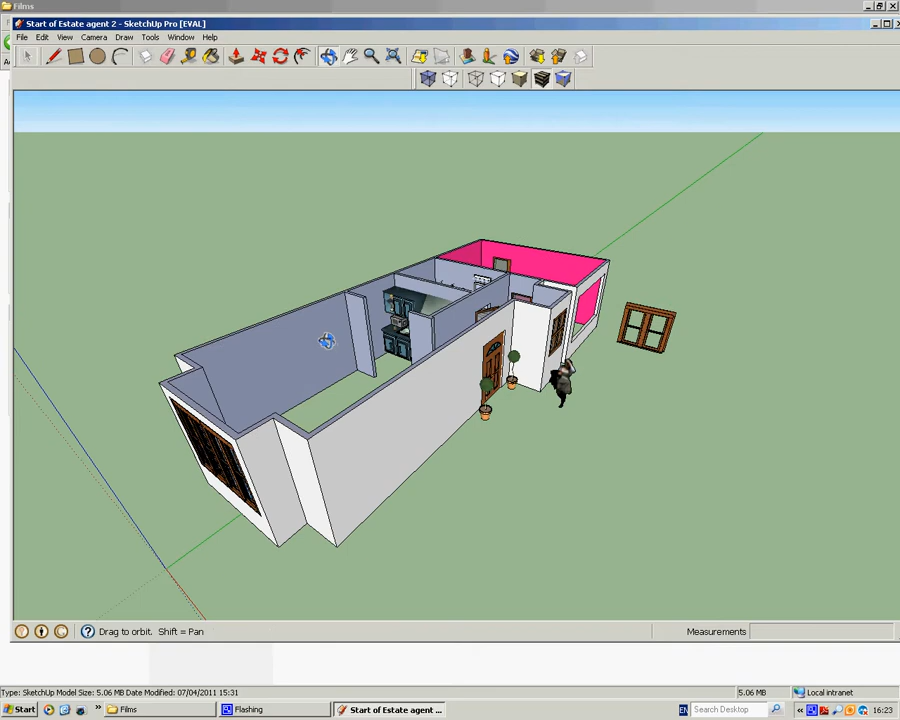 Films
Start of Estate agent 2 - SketchUp Pro [EVAL]
File Edit View Camera Draw Tools Window Help
Drag to orbit. Shift = Pan
Measurements
Type: SketchUp Model Size: 5.06 MB Date Modified: 07/04/2011 15:31
5.06 MB
Local intranet
Start
Films
Flashing
Start of Estate agent ...
EN
Search Desktop
16:23